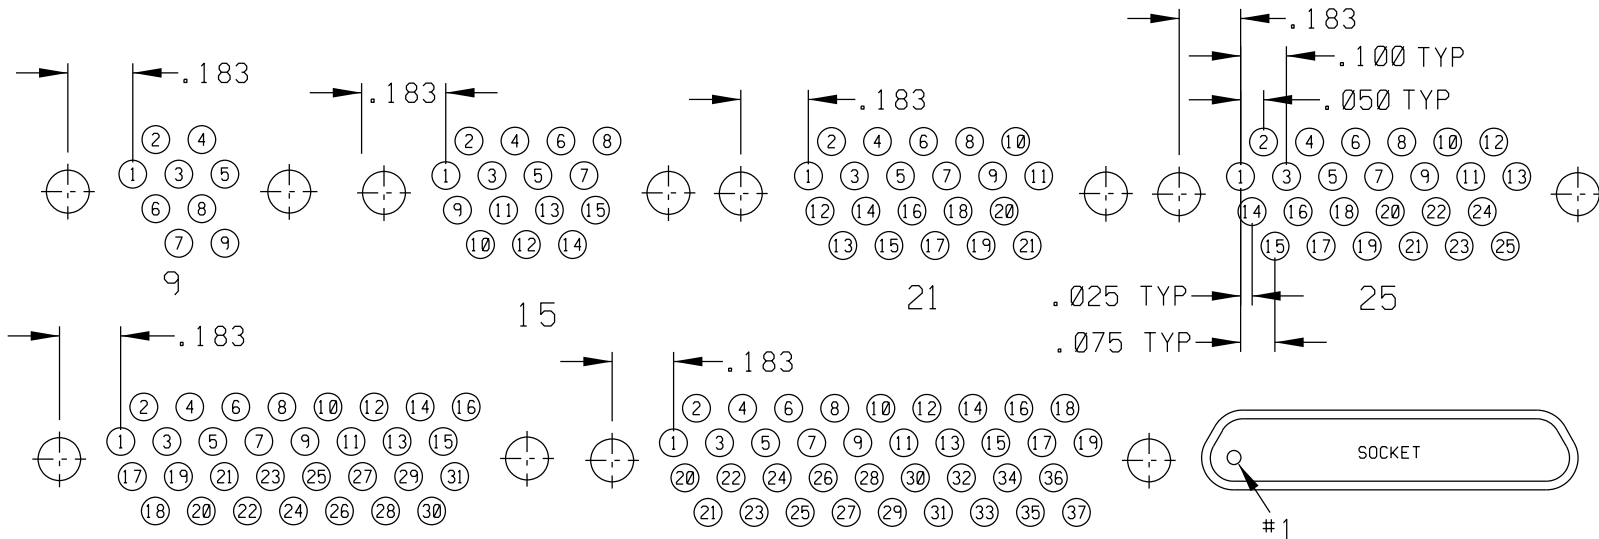 .183
2 4
1 3 5
6 8
7 9
9
.183
2 4 6 8
1 3 5 7
9 11 13 15
10 12 14
15
.183
2 4 6 8 10
1 3 5 7 9 11
12 14 16 18 20
13 15 17 19 21
21
.183
.100 TYP
.050 TYP
2 4 6 8 10 12
1 3 5 7 9 11 13
14 16 18 20 22 24
15 17 19 21 23 25
.025 TYP
.075 TYP
25
.183
2 4 6 8 10 12 14 16
1 3 5 7 9 11 13 15
17 19 21 23 25 27 29 31
18 20 22 24 26 28 30
.183
2 4 6 8 10 12 14 16 18
1 3 5 7 9 11 13 15 17 19
20 22 24 26 28 30 32 34 36
21 23 25 27 29 31 33 35 37
SOCKET
#1